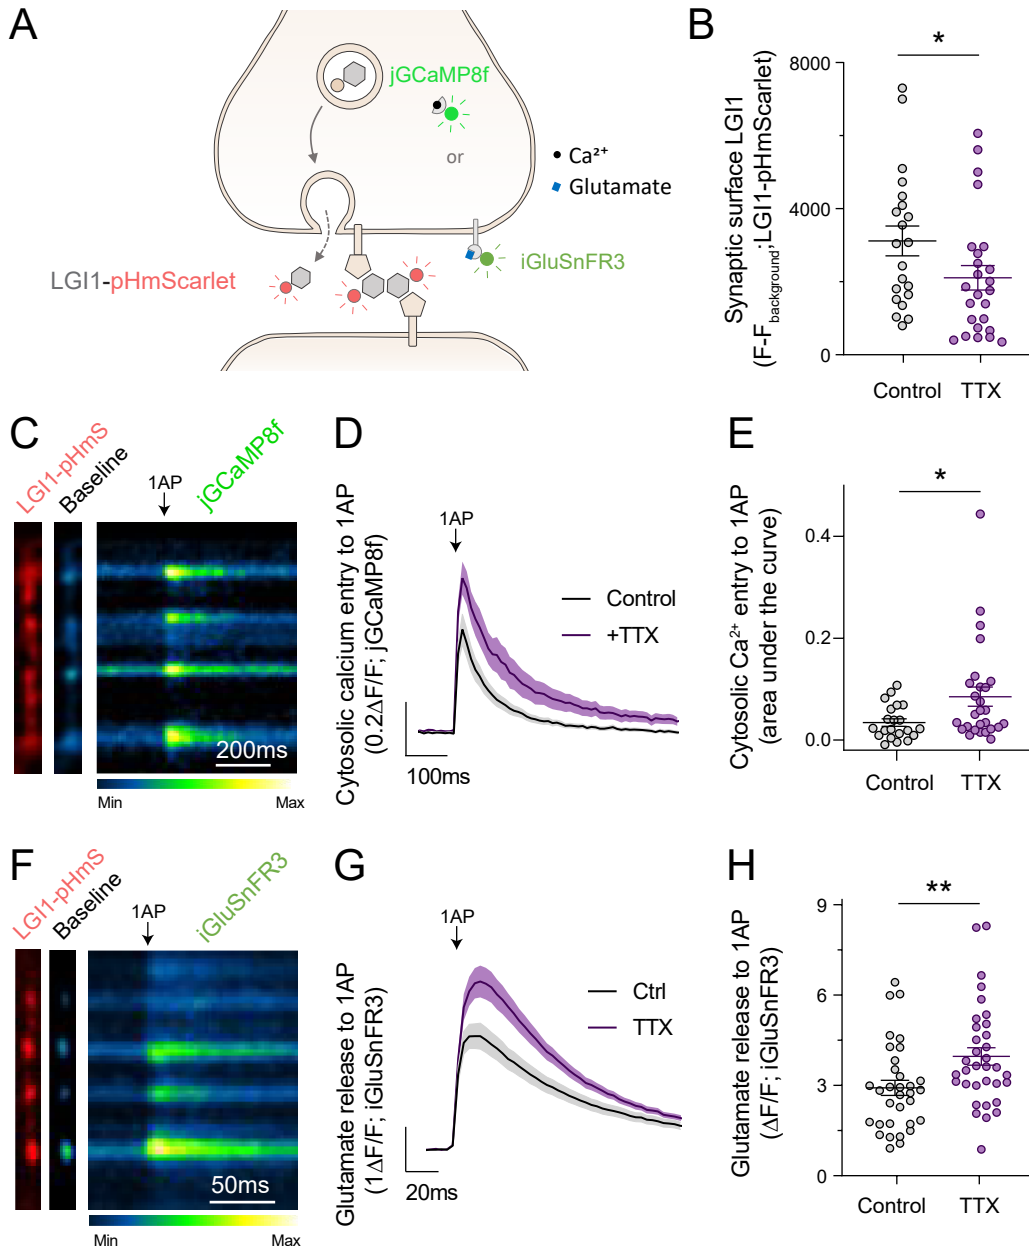 A
jGCaMP8f
or
Ca²⁺
Glutamate
iGluSnFR3
LGI1-pHmScarlet
B
*
Synaptic surface LGI1
(F-Fbackground;LGI1-pHmScarlet)
8000
4000
0
Control
TTX
C
LGI1-pHmS
Baseline
1AP
jGCaMP8f
200ms
Min
Max
D
Cytosolic calcium entry to 1AP
(0.2ΔF/F; jGCaMP8f)
1AP
Control
+TTX
100ms
E
*
Cytosolic Ca²⁺ entry to 1AP
(area under the curve)
0.4
0.2
0.0
Control
TTX
F
LGI1-pHmS
Baseline
1AP
iGluSnFR3
50ms
Min
Max
G
Glutamate release to 1AP
(1ΔF/F; iGluSnFR3)
1AP
Ctrl
TTX
20ms
H
**
Glutamate release to 1AP
(ΔF/F; iGluSnFR3)
9
6
3
0
Control
TTX